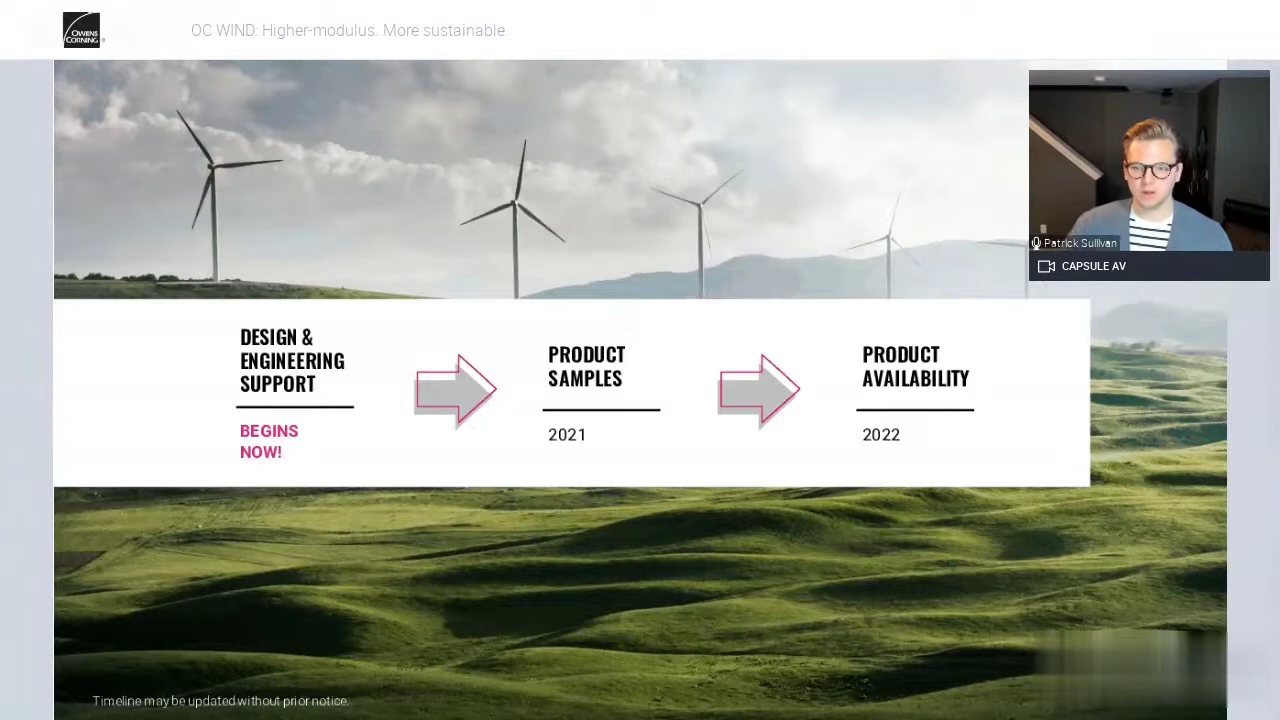 OWENS
CORNING
OC WIND: Higher-modulus. More sustainable
Patrick Sullivan
CAPSULE AV
DESIGN &
ENGINEERING
SUPPORT
BEGINS
NOW!
PRODUCT
SAMPLES
2021
PRODUCT
AVAILABILITY
2022
Timeline may be updated without prior notice.